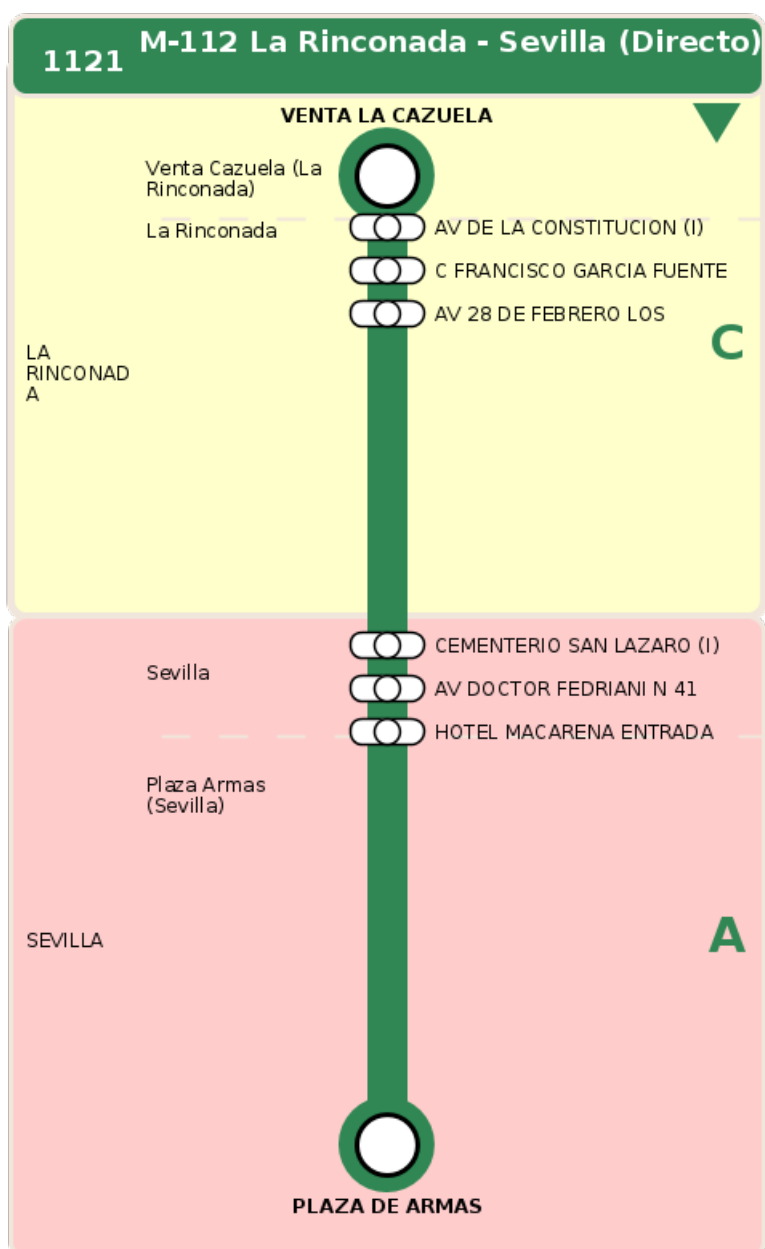 1121
M-112 La Rinconada - Sevilla (Directo)
VENTA LA CAZUELA
Venta Cazuela (La
Rinconada)
La Rinconada
AV DE LA CONSTITUCION (I)
C FRANCISCO GARCIA FUENTE
AV 28 DE FEBRERO LOS
LA
RINCONAD
A
C
CEMENTERIO SAN LAZARO (I)
Sevilla
AV DOCTOR FEDRIANI N 41
HOTEL MACARENA ENTRADA
Plaza Armas
(Sevilla)
SEVILLA
A
PLAZA DE ARMAS